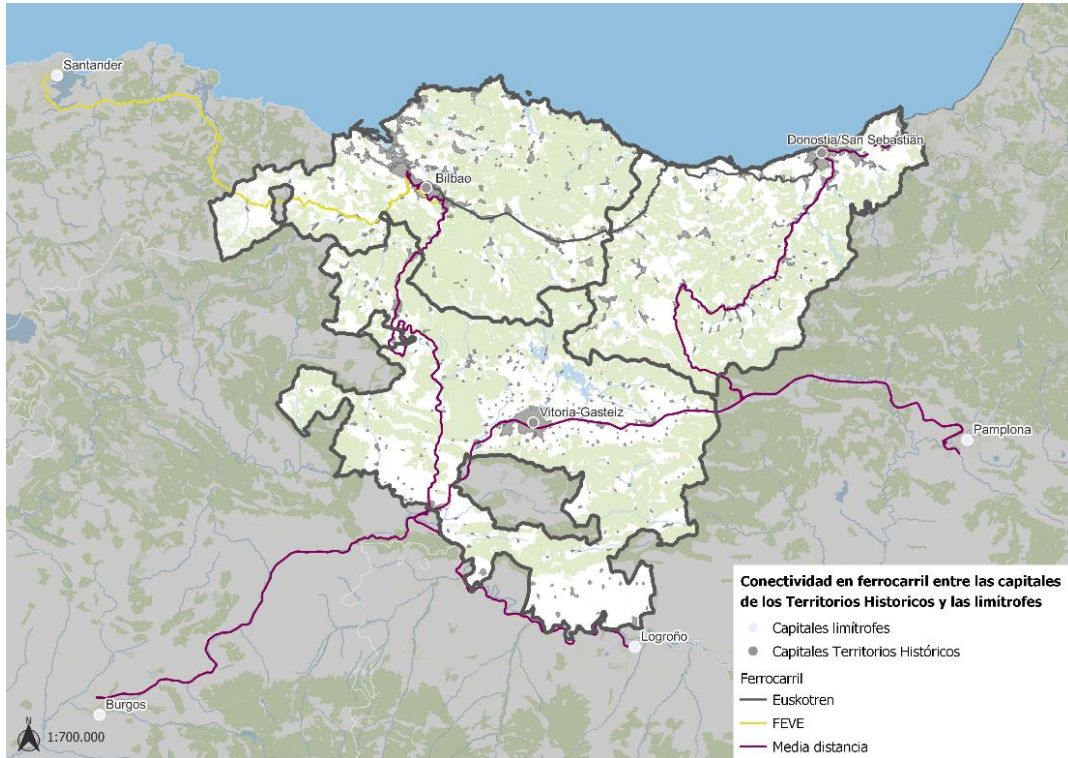 Santander
Donostia/San Sebastián
Bilbao
Vitoria-Gasteiz
Pamplona
Logroño
Burgos
N
1:700.000
Conectividad en ferrocarril entre las capitales
de los Territorios Historicos y las limítrofes
Capitales limítrofes
Capitales Territorios Históricos
Ferrocarril
Euskotren
FEVE
Media distancia